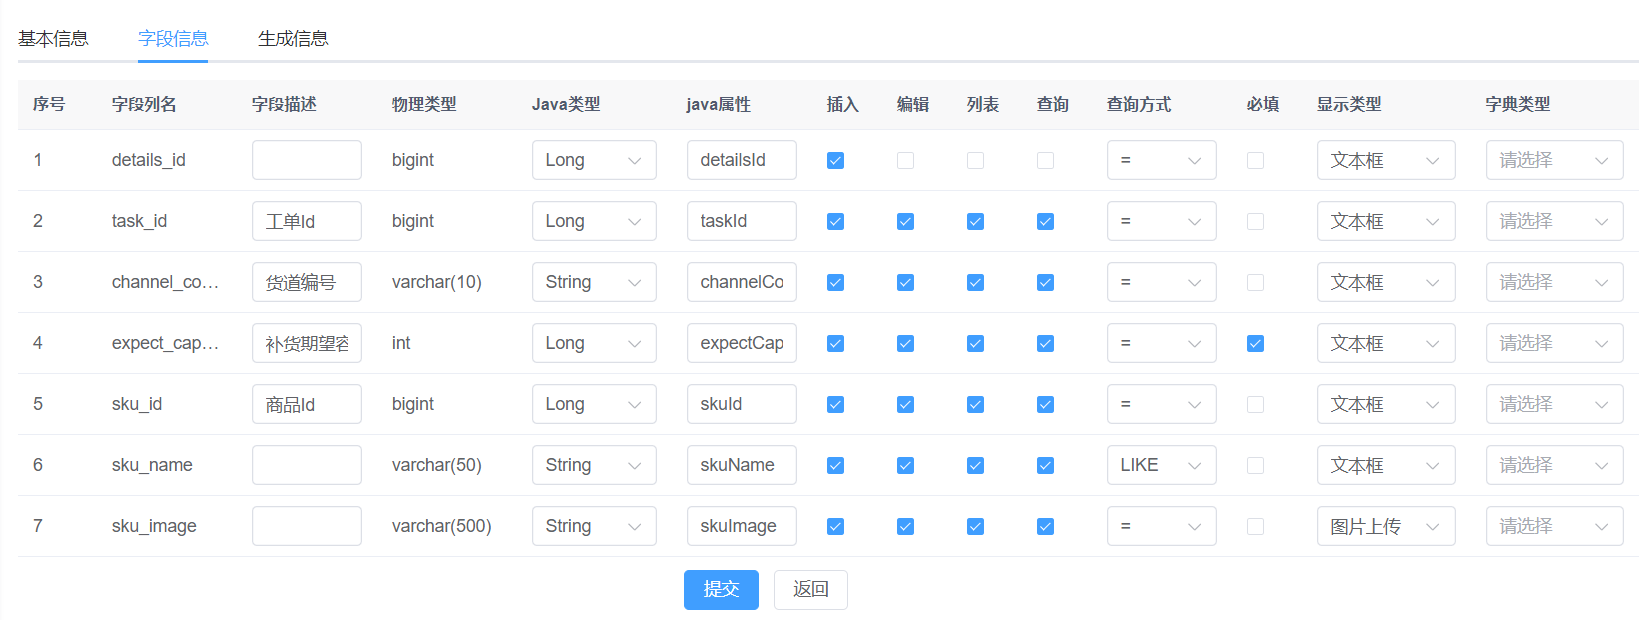 基本信息 字段信息 生成信息
序号 字段列名 字段描述 物理类型 Java类型 java属性 插入 编辑 列表 查询 查询方式 必填 显示类型 字典类型
1 details_id bigint Long detailsId = 文本框 请选择
2 task_id 工单Id bigint Long taskId = 文本框 请选择
3 channel_co... 货道编号 varchar(10) String channelCo = 文本框 请选择
4 expect_cap... 补货期望容 int Long expectCap = 文本框 请选择
5 sku_id 商品Id bigint Long skuId = 文本框 请选择
6 sku_name varchar(50) String skuName LIKE 文本框 请选择
7 sku_image varchar(500) String skuImage = 图片上传 请选择
提交 返回